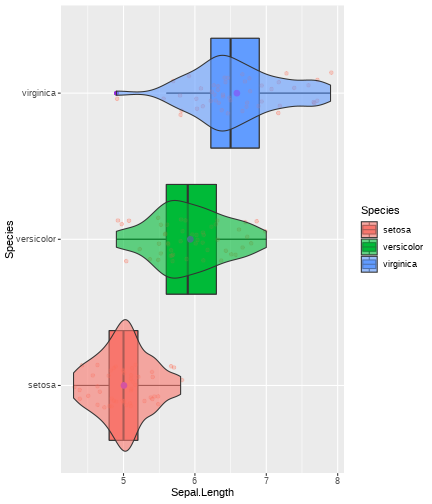 virginica
versicolor
setosa
Species
5 6 7 8
Sepal.Length
Species
setosa
versicolor
virginica